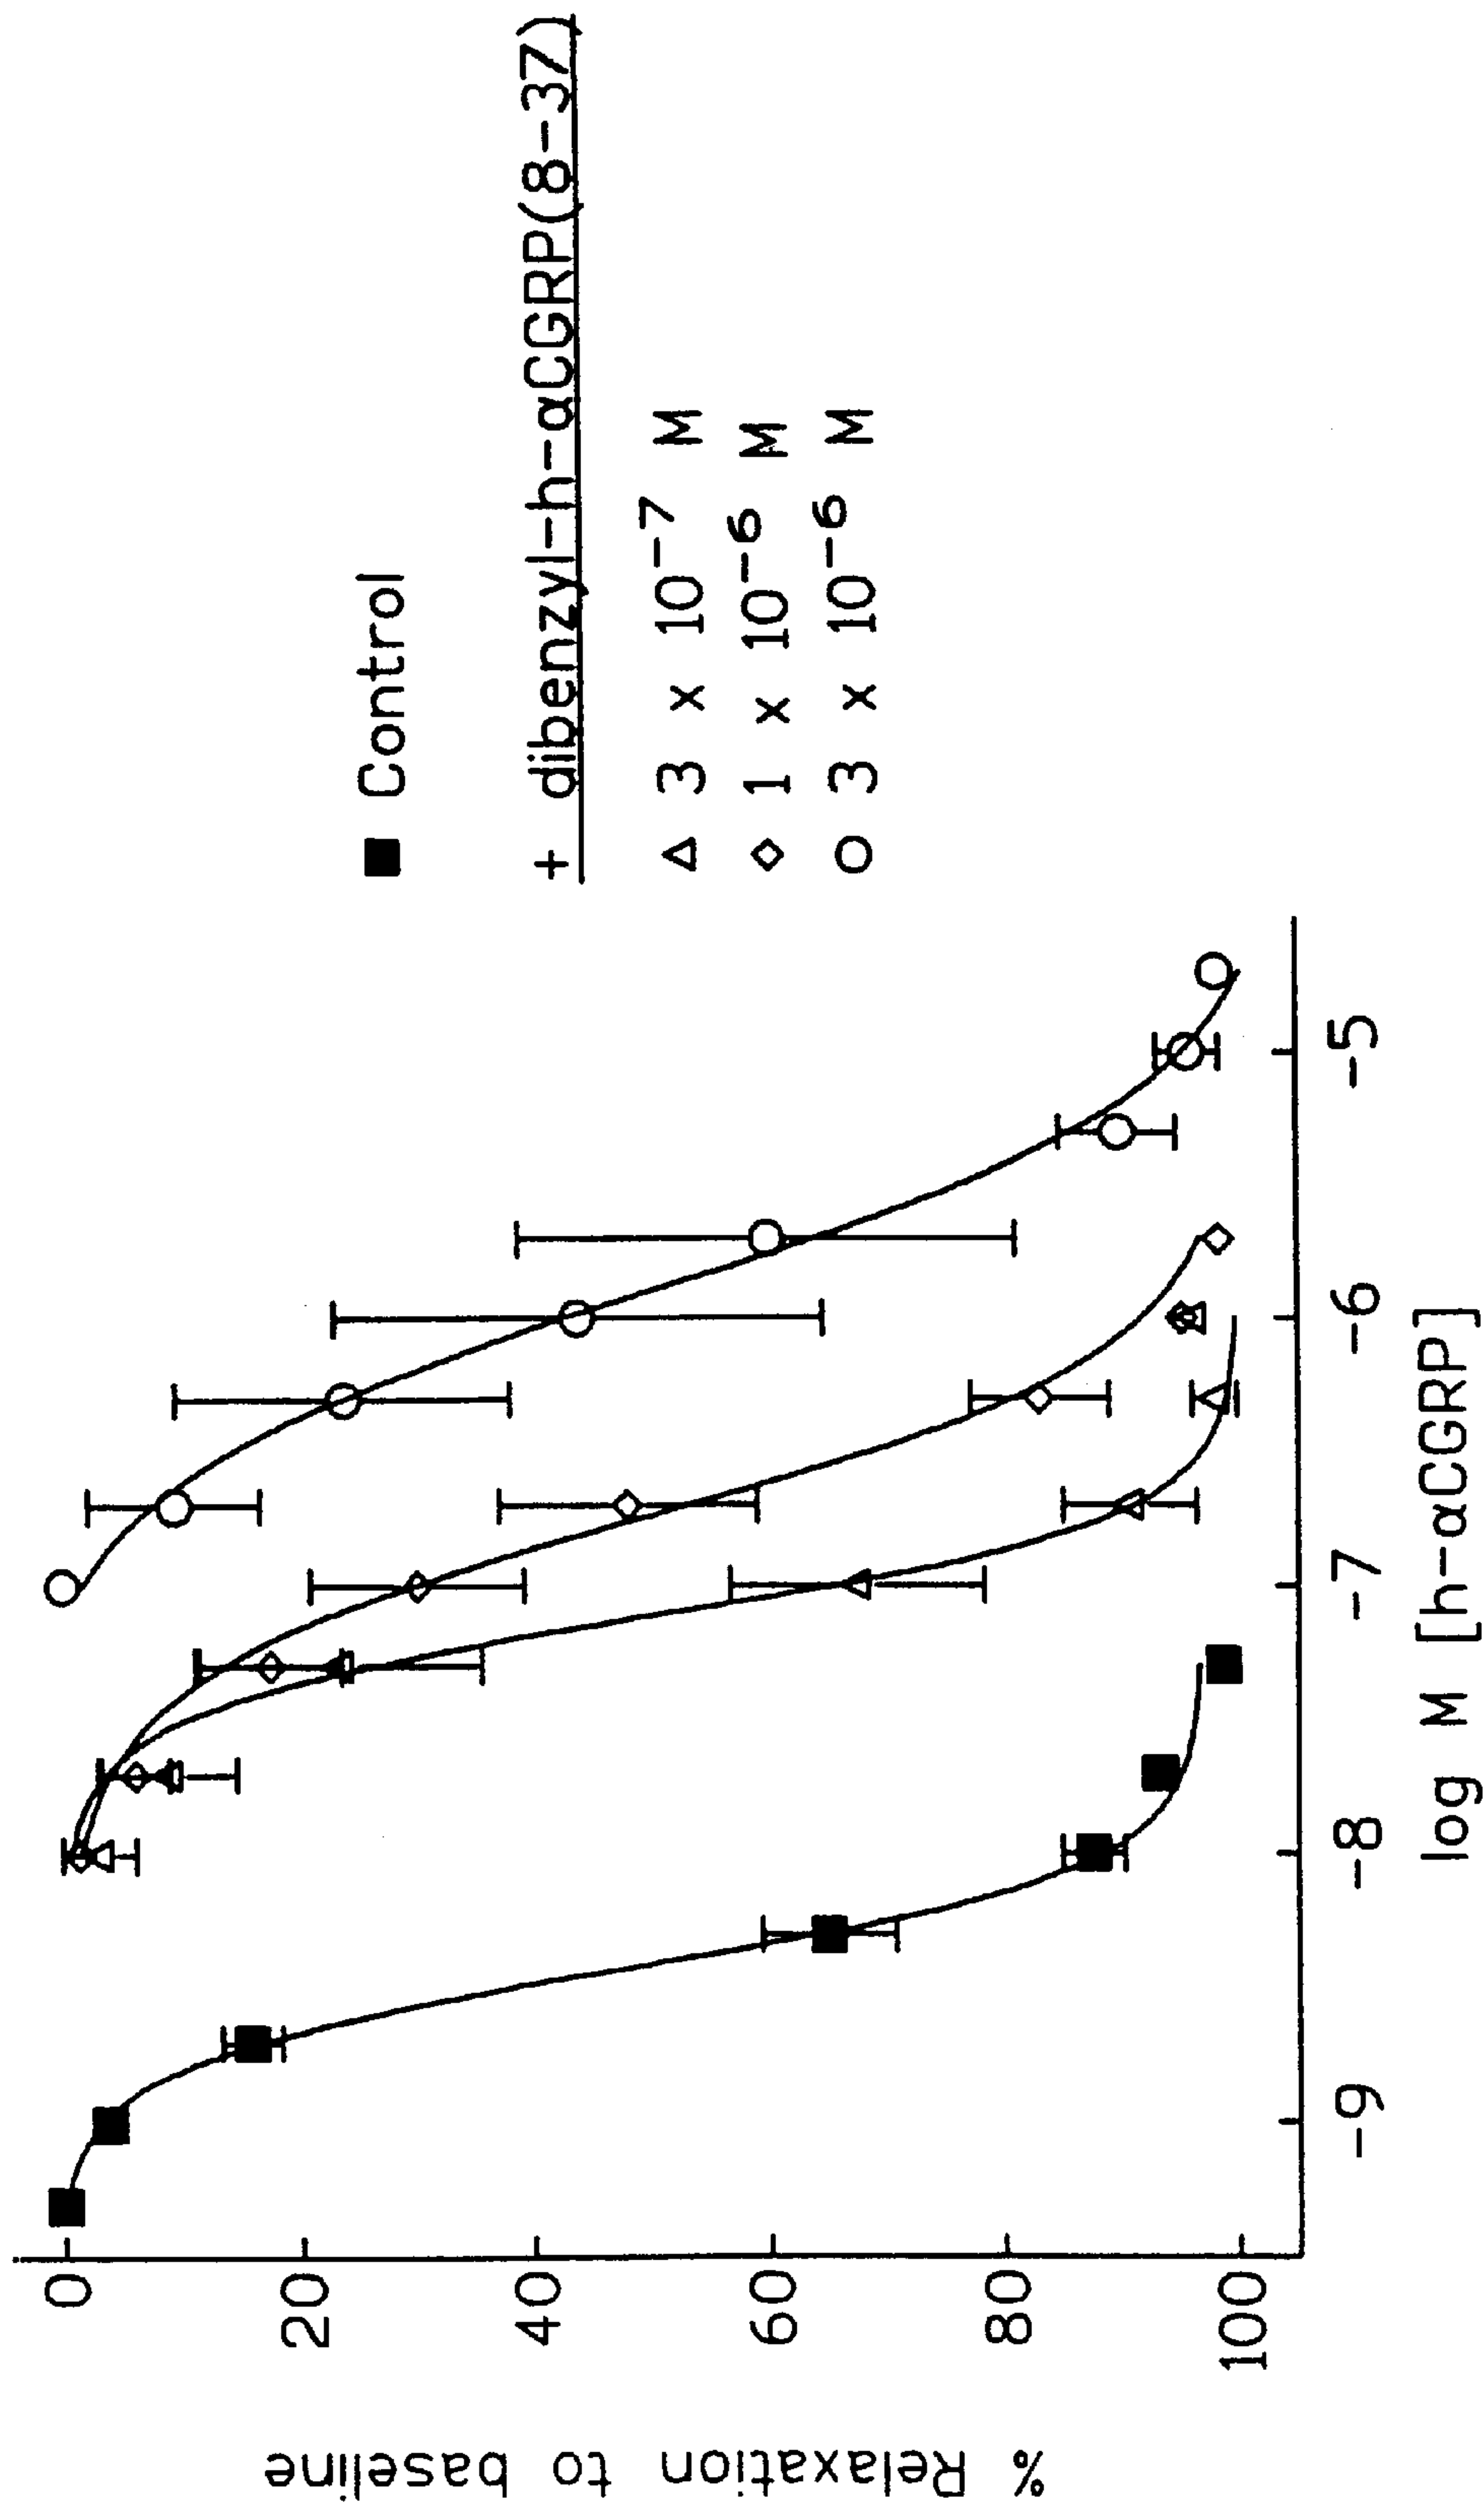 ■ Control
+ dibenzyl-h-αCGRP(8-37)
△ 3 x 10⁻⁷ M
◇ 1 x 10⁻⁶ M
○ 3 x 10⁻⁶ M
% Relaxation to baseline
0
20
40
60
80
100
-9 -8 -7 -6 -5
log M [h-αCGRP]